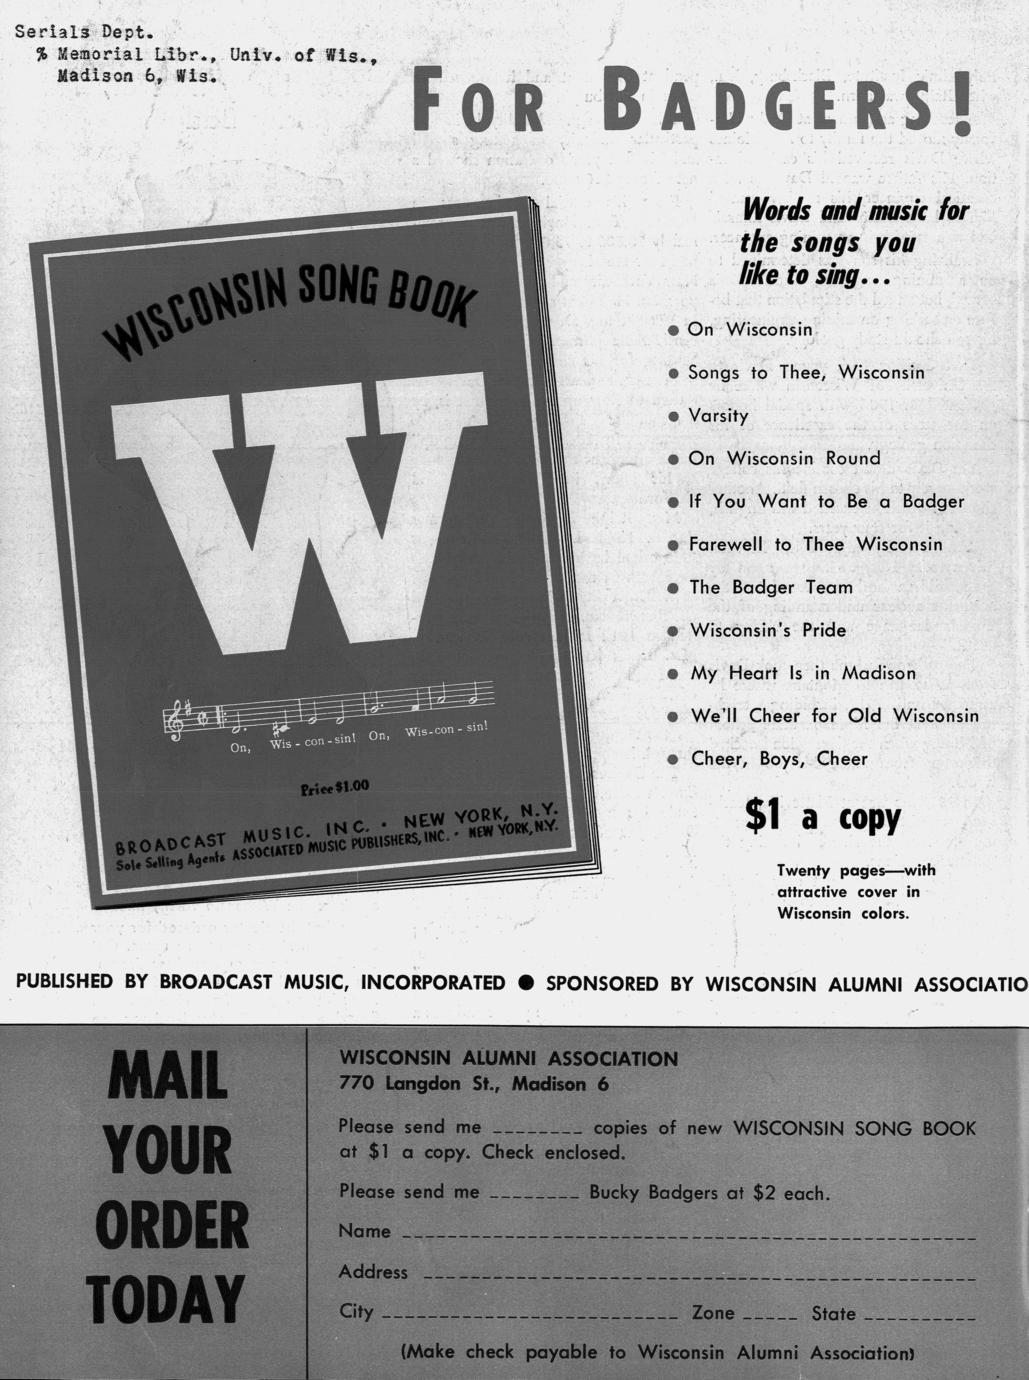 Serials Dept.
% Memorial Libr., Univ. of Wis.,
Madison 6, Wis.
FOR BADGERS!
WISCONSIN SONG BOOK
W
On, Wis - con - sin! On, Wis - con - sin!
Price $1.00
BROADCAST MUSIC. INC. · NEW YORK, N.Y.
Sole Selling Agents ASSOCIATED MUSIC PUBLISHERS, INC. · NEW YORK, N.Y.
Words and music for
the songs you
like to sing...
● On Wisconsin
● Songs to Thee, Wisconsin
● Varsity
● On Wisconsin Round
● If You Want to Be a Badger
● Farewell to Thee Wisconsin
● The Badger Team
● Wisconsin's Pride
● My Heart Is in Madison
● We'll Cheer for Old Wisconsin
● Cheer, Boys, Cheer
$1 a copy
Twenty pages—with
attractive cover in
Wisconsin colors.
PUBLISHED BY BROADCAST MUSIC, INCORPORATED ● SPONSORED BY WISCONSIN ALUMNI ASSOCIATIO
MAIL
YOUR
ORDER
TODAY
WISCONSIN ALUMNI ASSOCIATION
770 Langdon St., Madison 6
Please send me ________ copies of new WISCONSIN SONG BOOK
at $1 a copy. Check enclosed.
Please send me ________ Bucky Badgers at $2 each.
Name ________
Address ________
City ________ Zone _____ State ________
(Make check payable to Wisconsin Alumni Association)